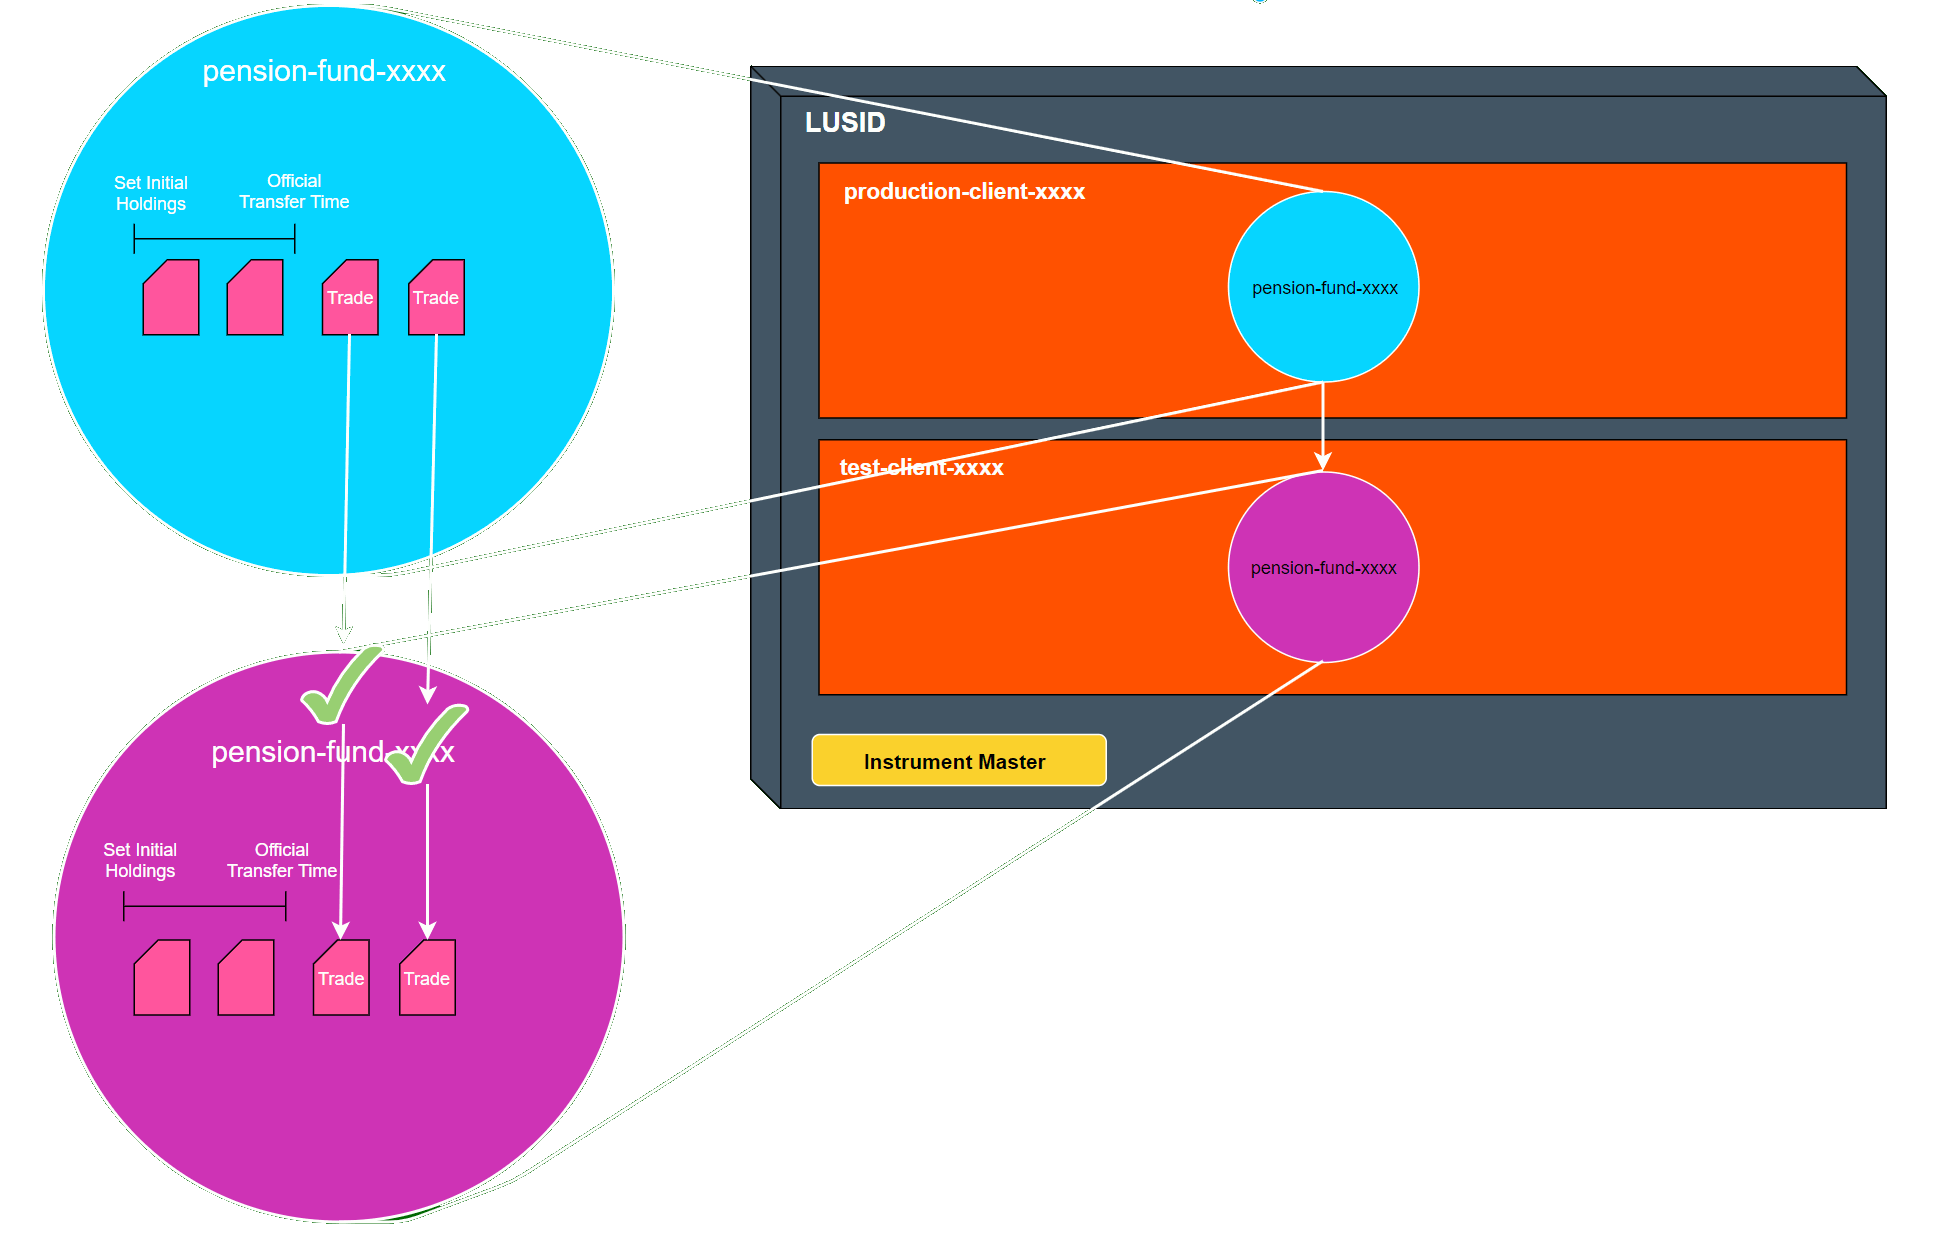 pension-fund-xxxx
Set Initial
Holdings
Official
Transfer Time
Trade
Trade
pension-fund-xxxx
Set Initial
Holdings
Official
Transfer Time
Trade
Trade
LUSID
production-client-xxxx
pension-fund-xxxx
test-client-xxxx
pension-fund-xxxx
Instrument Master